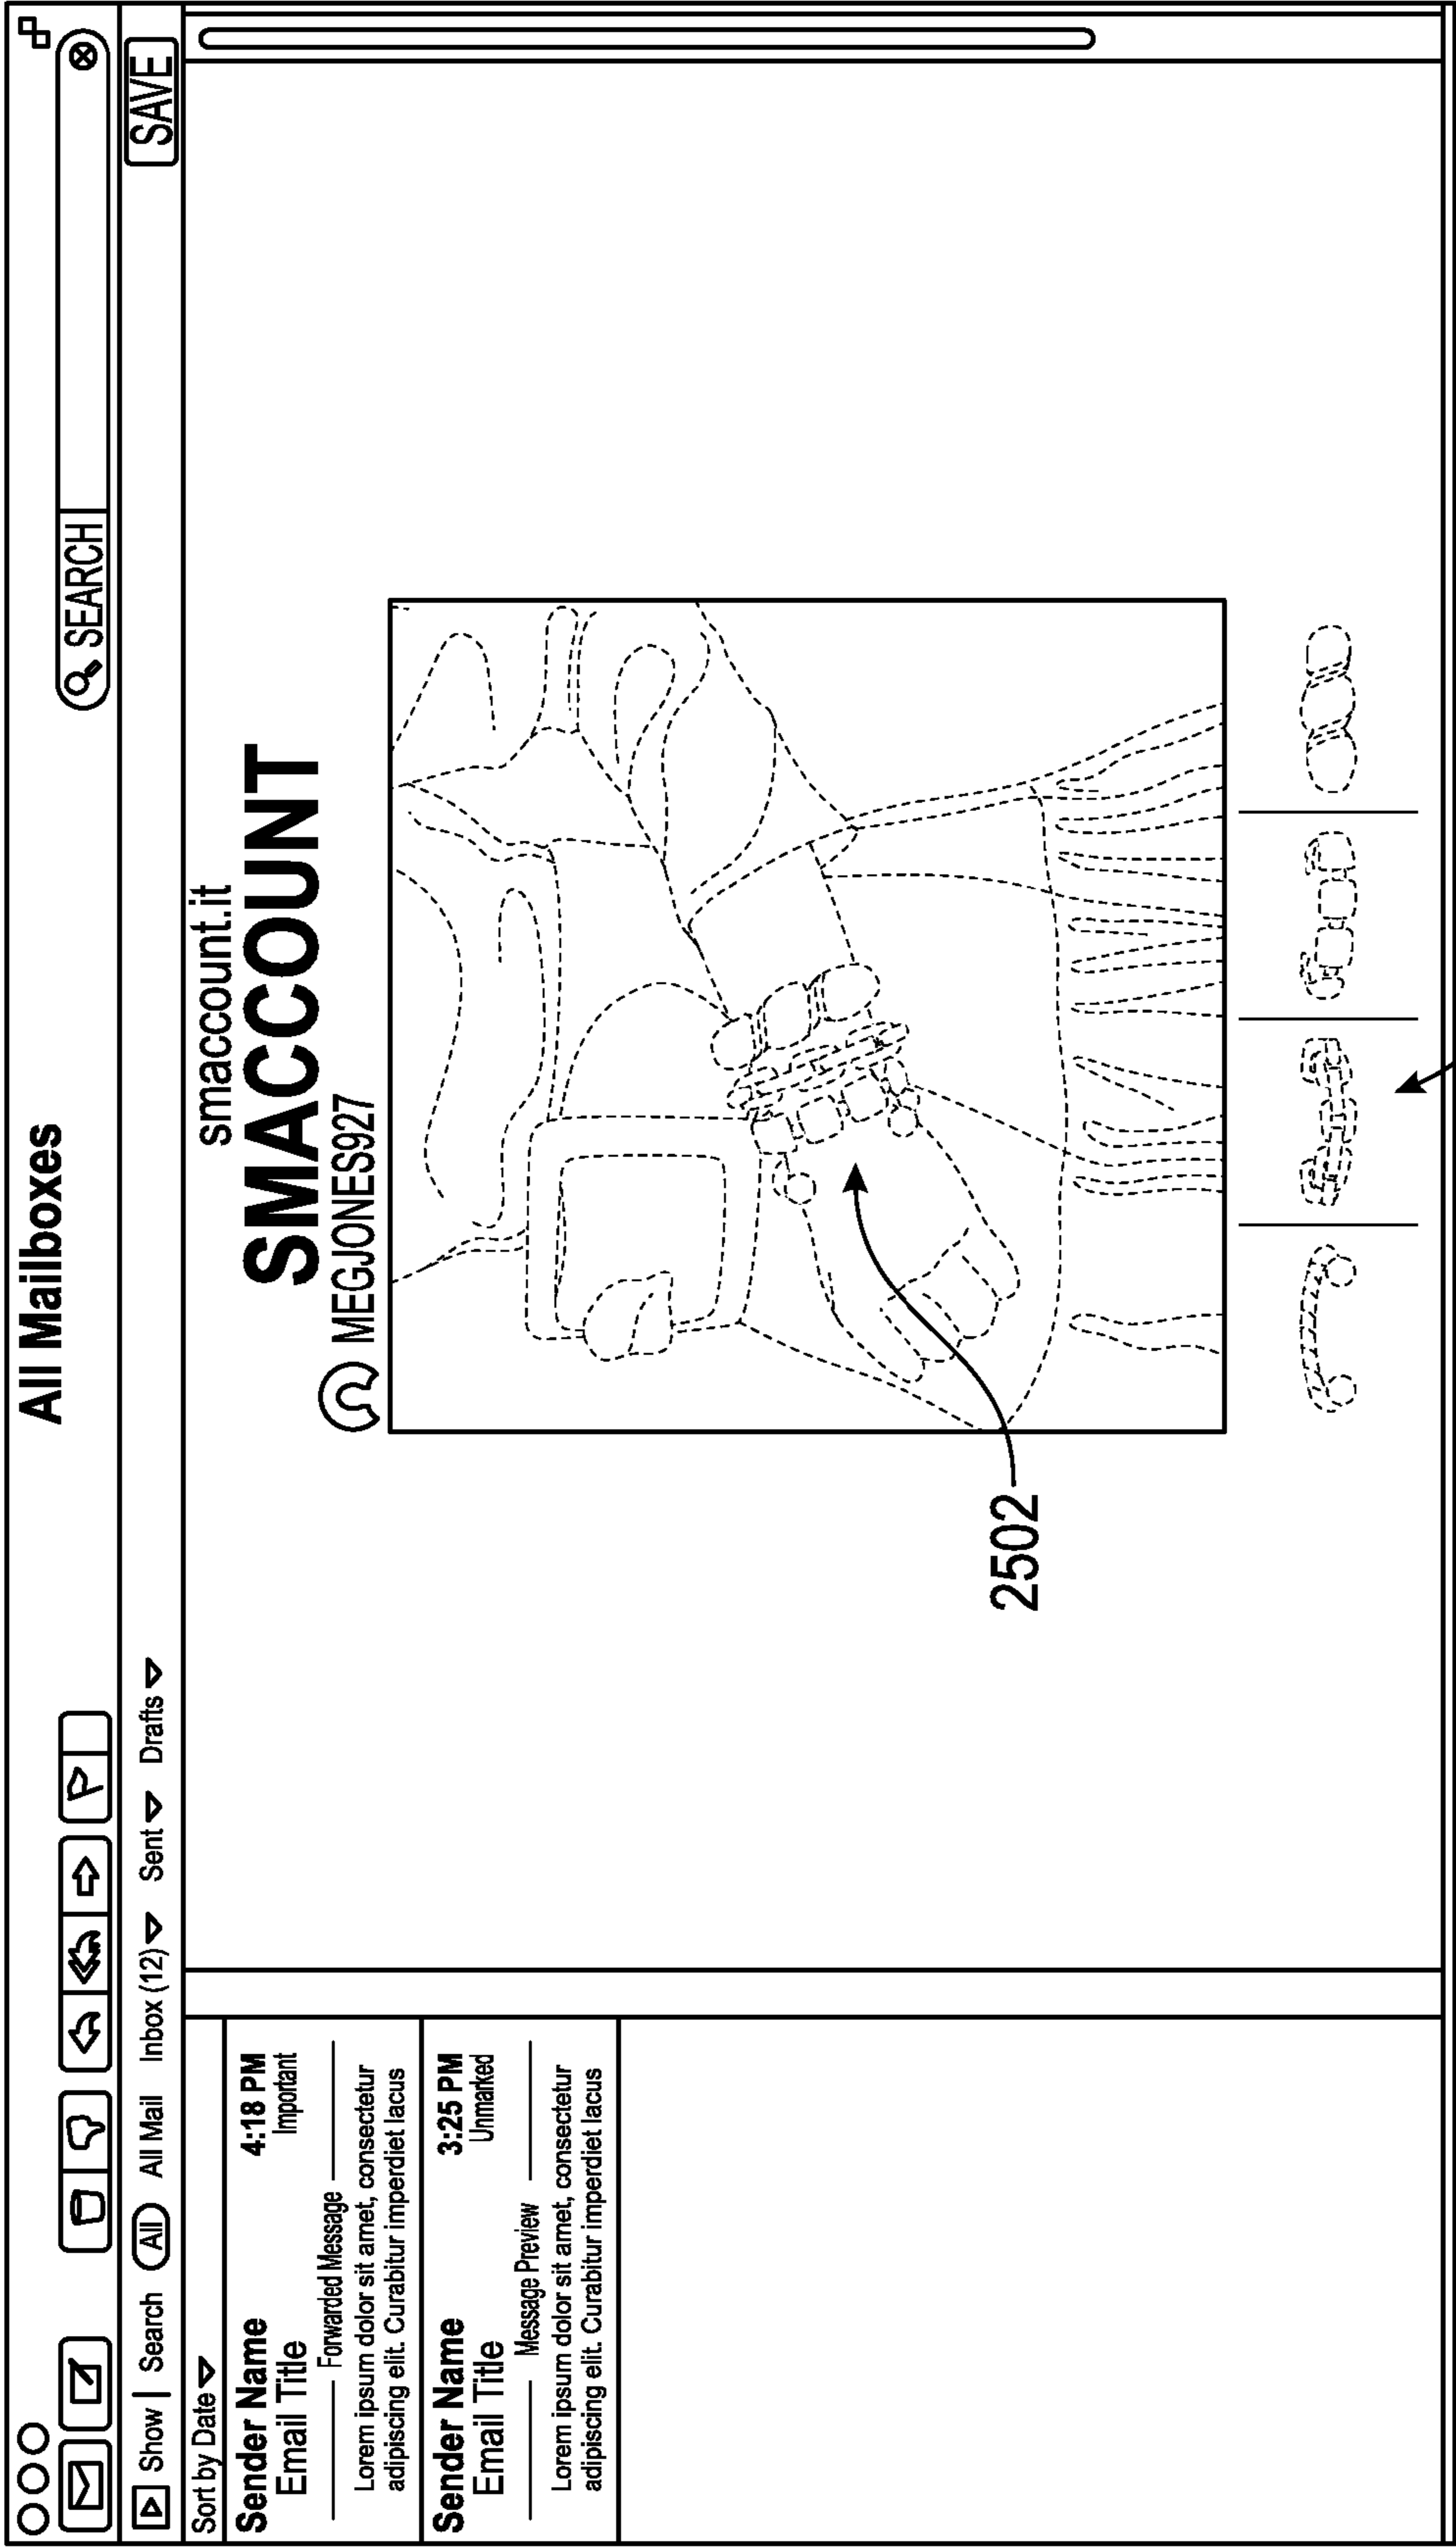 All Mailboxes
SEARCH
Show | Search All All Mail Inbox (12) Sent Drafts SAVE
Sort by Date
Sender Name 4:18 PM
Email Title Important
Forwarded Message
Lorem ipsum dolor sit amet, consectetur
adipiscing elit. Curabitur imperdiet lacus
Sender Name 3:25 PM
Email Title Unmarked
Message Preview
Lorem ipsum dolor sit amet, consectetur
adipiscing elit. Curabitur imperdiet lacus
smaccount.it
SMACCOUNT
MEGJONES927
2502